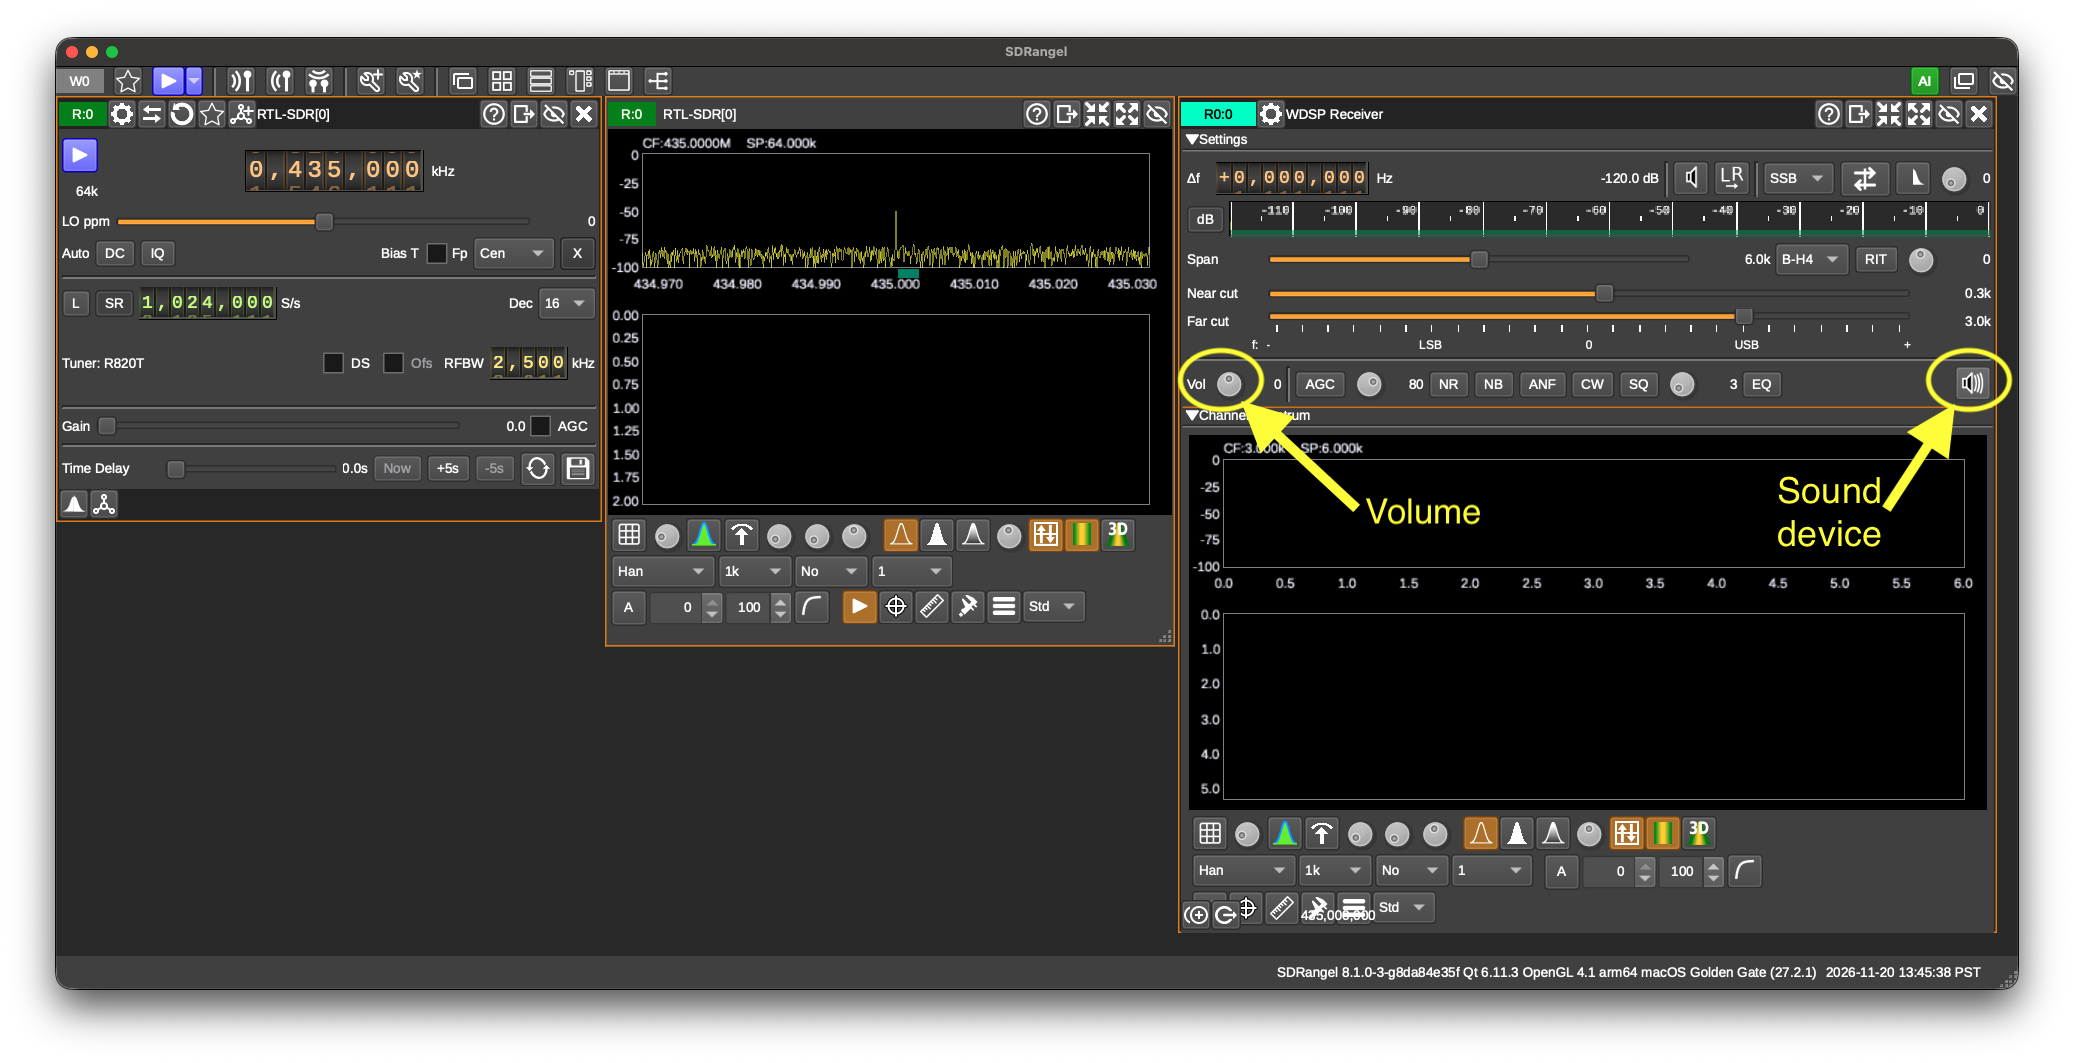 SDRangel
W0
AI
R:0 RTL-SDR[0]
0,435,000 kHz
64k
LO ppm 0
Auto DC IQ Bias T Fp Cen X
L SR 1,024,000 S/s Dec 16
Tuner: R820T DS Ofs RFBW 2,500 kHz
Gain 0.0 AGC
Time Delay 0.0s Now +5s -5s
R:0 RTL-SDR[0]
CF:435.0000M SP:64.000k
0
-25
-50
-75
-100
434.970 434.980 434.990 435.000 435.010 435.020 435.030
0.00
0.25
0.50
0.75
1.00
1.25
1.50
1.75
2.00
3D
Han 1k No 1
A 0 100 Std
R0:0 WDSP Receiver
Settings
Δf +0,000,000 Hz -120.0 dB LR SSB 0
dB -110 -100 -90 -80 -70 -60 -50 -40 -30 -20 -10 0
Span 6.0k B-H4 RIT 0
Near cut 0.3k
Far cut 3.0k
f: - LSB 0 USB +
Vol 0 AGC 80 NR NB ANF CW SQ 3 EQ
CF:3.000k SP:6.000k
0
-25
-50
-75
-100
Volume
Sound
device
0.0 0.5 1.0 1.5 2.0 2.5 3.0 3.5 4.0 4.5 5.0 5.5 6.0
0.0
1.0
2.0
3.0
4.0
5.0
3D
Han 1k No 1 A 0 100
Std
435,000,000
SDRangel 8.1.0-3-g8da84e35f Qt 6.11.3 OpenGL 4.1 arm64 macOS Golden Gate (27.2.1) 2026-11-20 13:45:38 PST